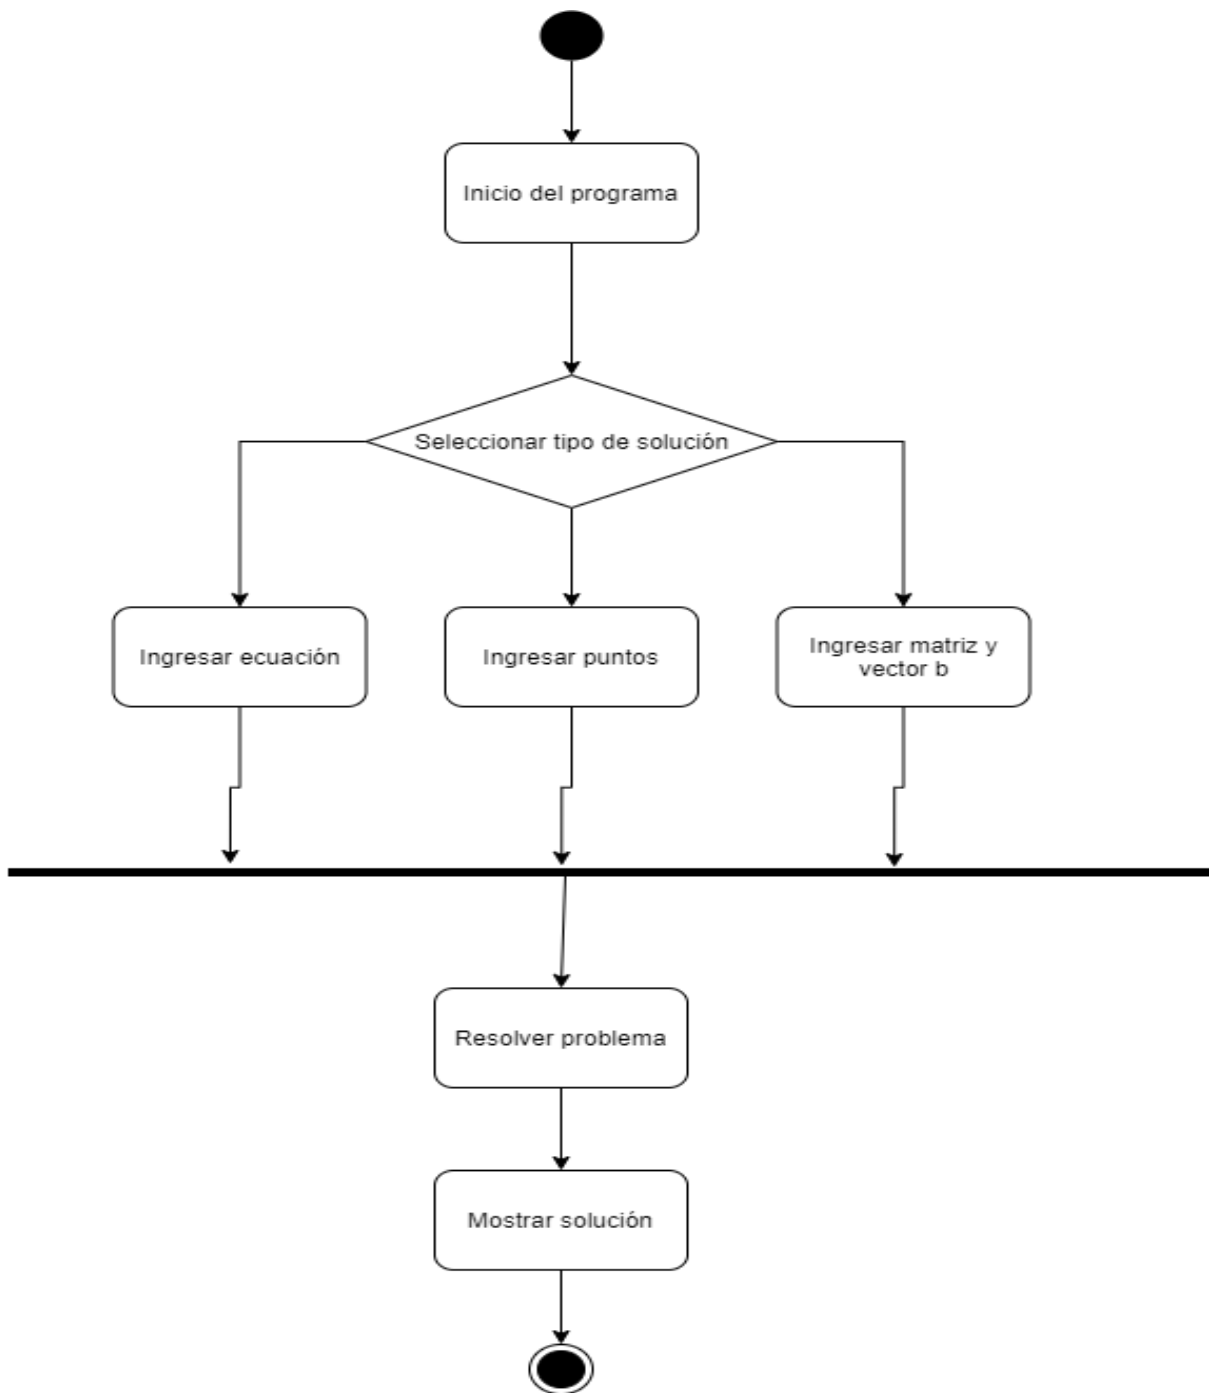 Inicio del programa
Seleccionar tipo de solución
Ingresar ecuación
Ingresar puntos
Ingresar matriz y
vector b
Resolver problema
Mostrar solución